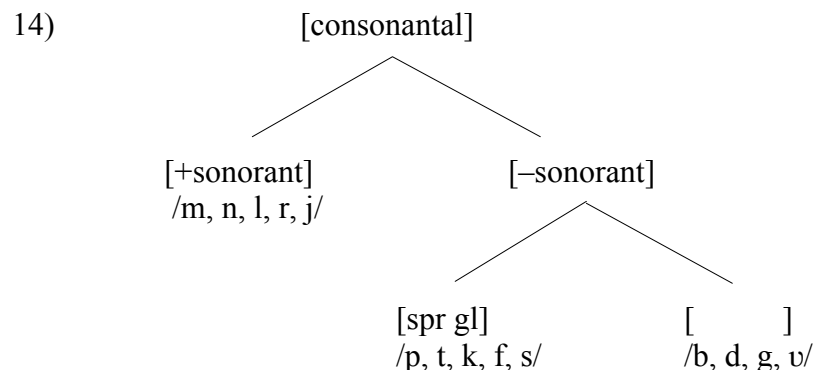 14) [consonantal]
[+sonorant] [–sonorant]
/m, n, l, r, j/
[spr gl] [ ]
/p, t, k, f, s/ /b, d, g, ʋ/